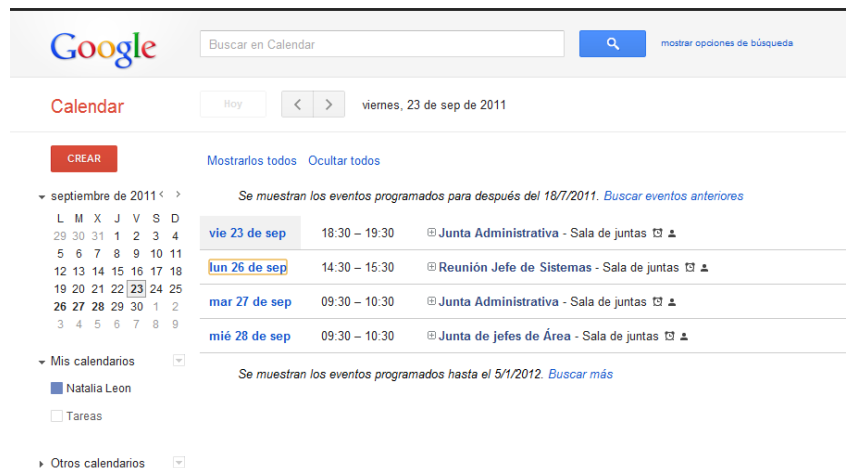 Google
Buscar en Calendar
mostrar opciones de búsqueda
Calendar
Hoy
viernes, 23 de sep de 2011
CREAR
Mostrarlos todos Ocultar todos
septiembre de 2011
L M X J V S D
29 30 31 1 2 3 4
5 6 7 8 9 10 11
12 13 14 15 16 17 18
19 20 21 22 23 24 25
26 27 28 29 30 1 2
3 4 5 6 7 8 9
Se muestran los eventos programados para después del 18/7/2011. Buscar eventos anteriores
vie 23 de sep 18:30 – 19:30 Junta Administrativa - Sala de juntas
lun 26 de sep 14:30 – 15:30 Reunión Jefe de Sistemas - Sala de juntas
mar 27 de sep 09:30 – 10:30 Junta Administrativa - Sala de juntas
mié 28 de sep 09:30 – 10:30 Junta de jefes de Área - Sala de juntas
Se muestran los eventos programados hasta el 5/1/2012. Buscar más
Mis calendarios
Natalia Leon
Tareas
Otros calendarios